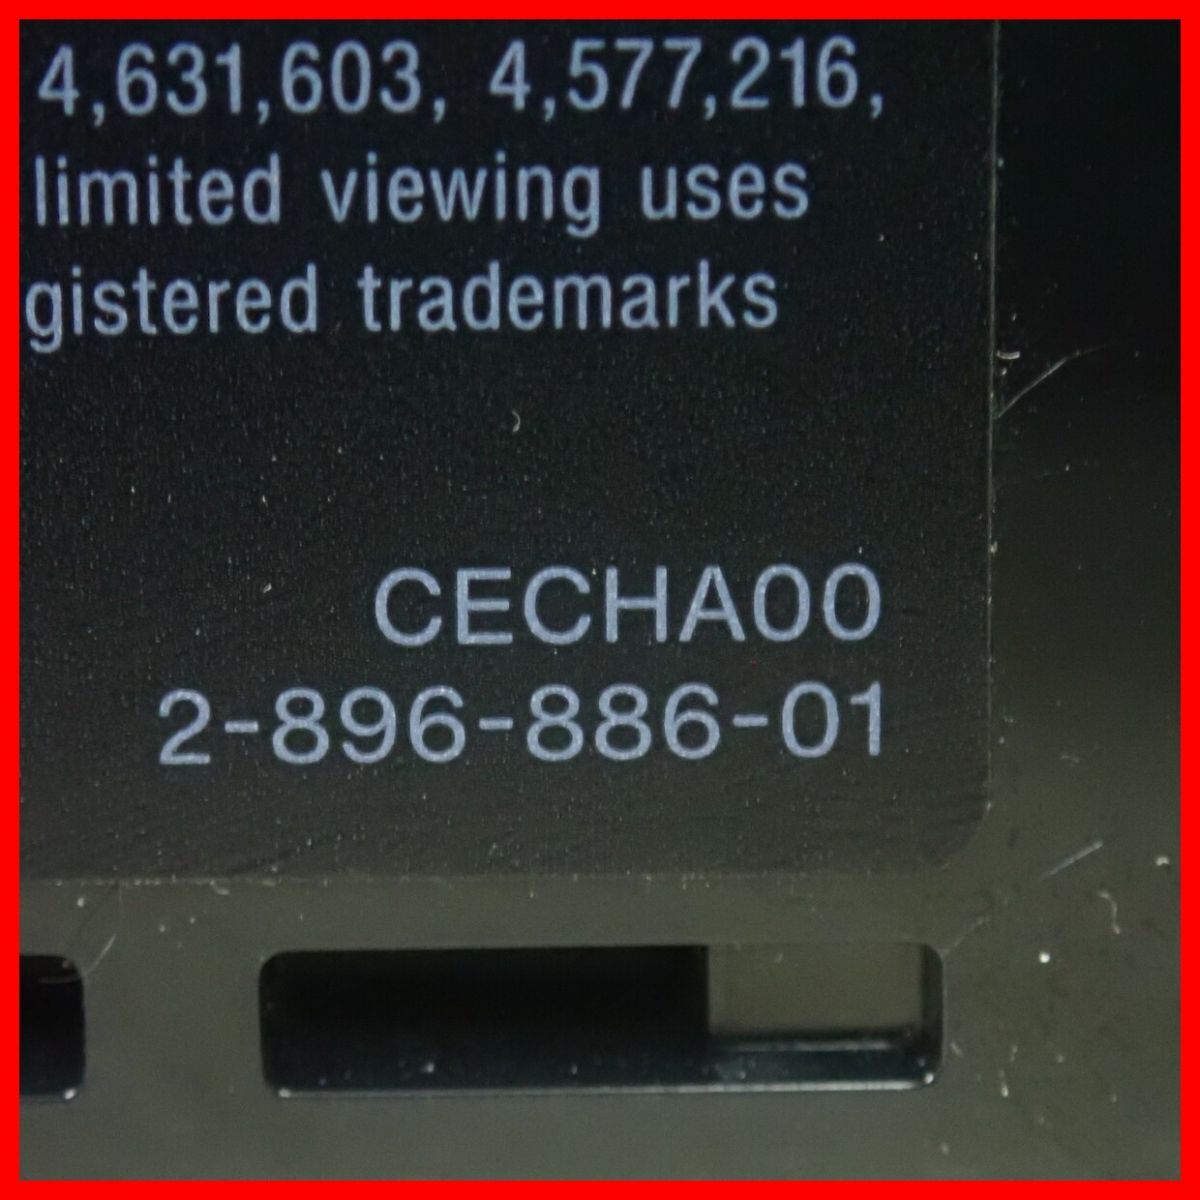 4,631,603, 4,577,216,
limited viewing uses
gistered trademarks
CECHA00
2-896-886-01